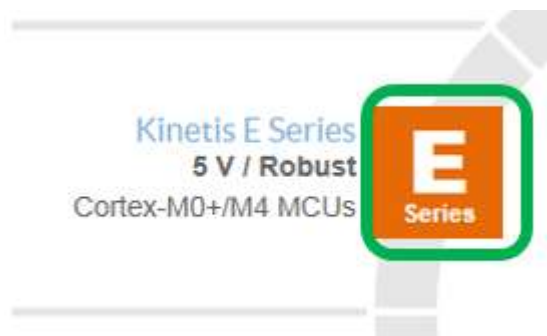 Kinetis E Series
5 V / Robust
Cortex-M0+/M4 MCUs
E
Series